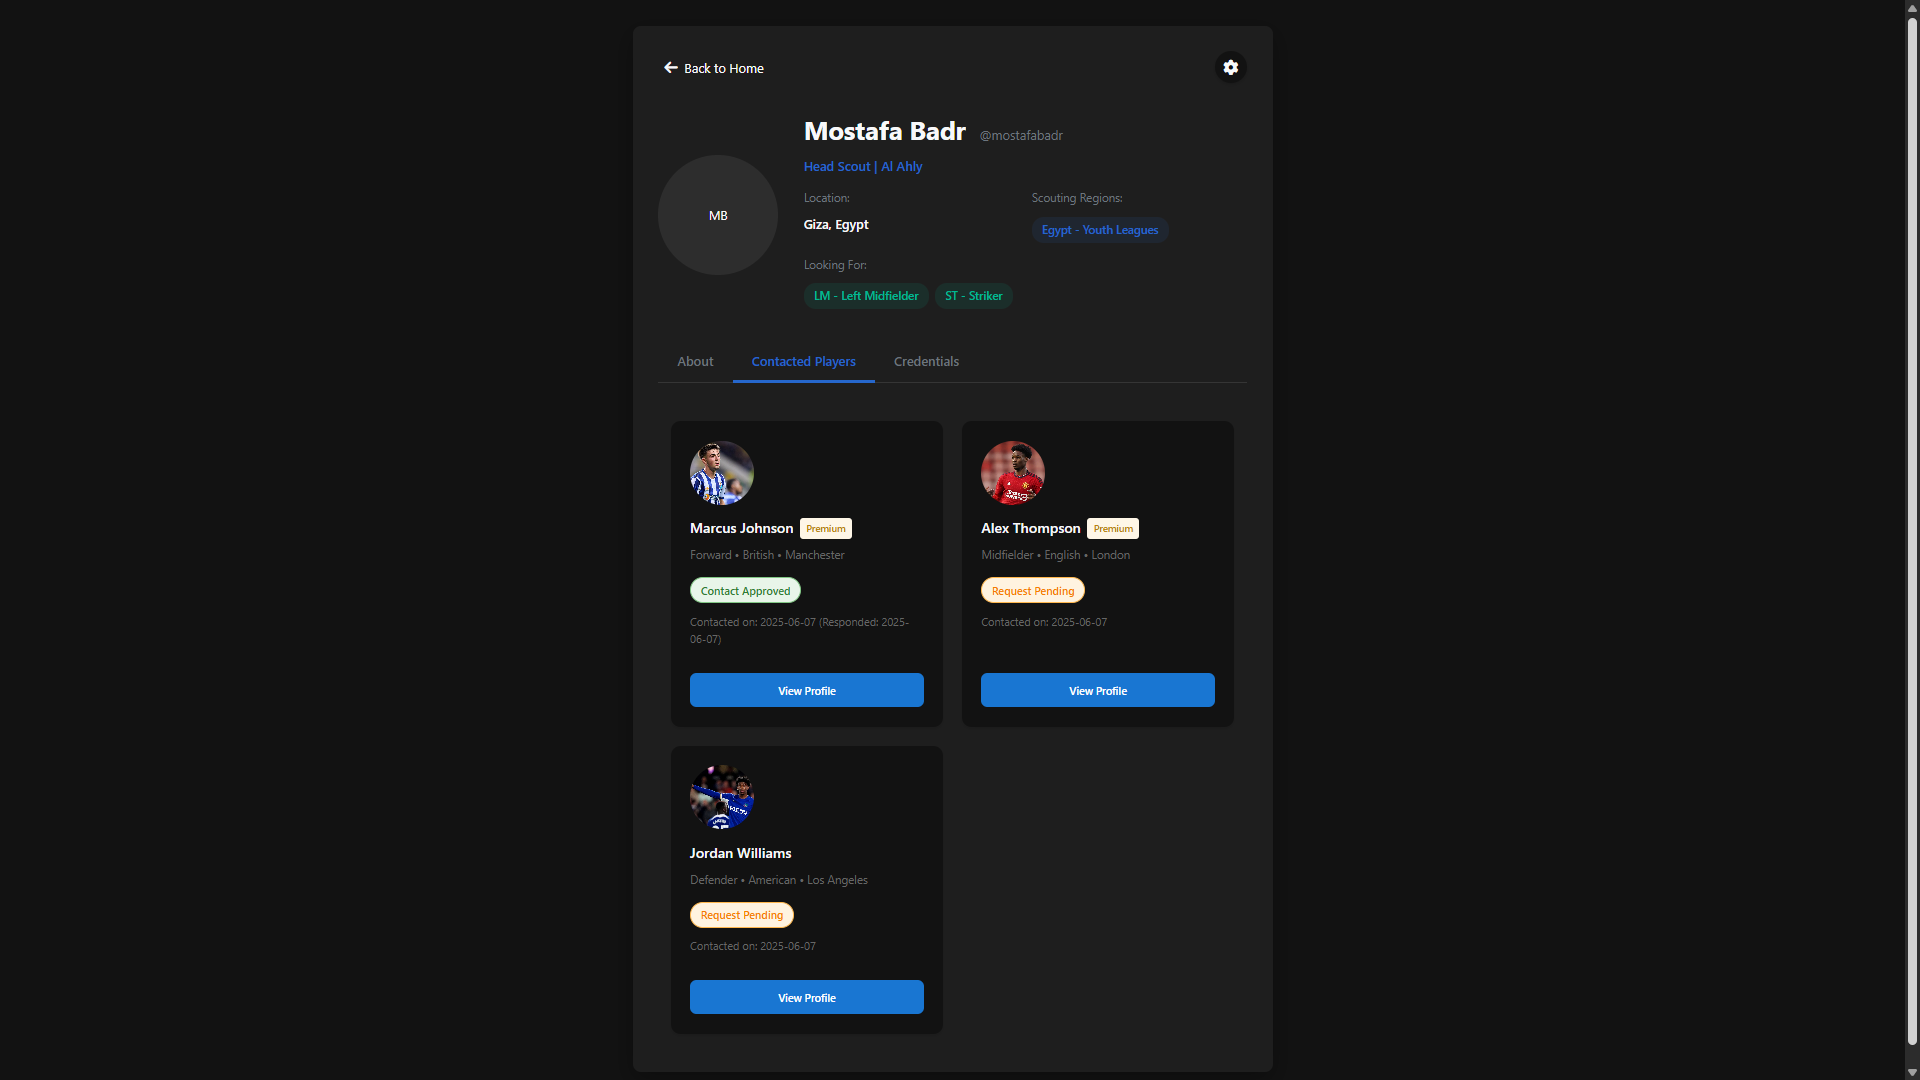 Back to Home
Mostafa Badr @mostafabadr
Head Scout | Al Ahly
Location:
Giza, Egypt
Scouting Regions:
Egypt - Youth Leagues
Looking For:
LM - Left Midfielder
ST - Striker
MB
About
Contacted Players
Credentials
Marcus Johnson Premium
Forward • British • Manchester
Contact Approved
Contacted on: 2025-06-07 (Responded: 2025-
06-07)
View Profile
Alex Thompson Premium
Midfielder • English • London
Request Pending
Contacted on: 2025-06-07
View Profile
Jordan Williams
Defender • American • Los Angeles
Request Pending
Contacted on: 2025-06-07
View Profile